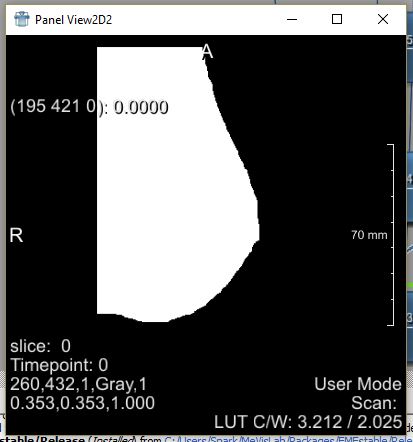 Panel View2D2
A
(195 421 0): 0.0000
R
70 mm
slice: 0
Timepoint: 0
260,432,1,Gray,1
0.353,0.353,1.000
User Mode
Scan:
LUT C/W: 3.212 / 2.025
stable/Release (Installed) from C:/Users/Spark/MeVisLab/Packages/FMEstable/Rele